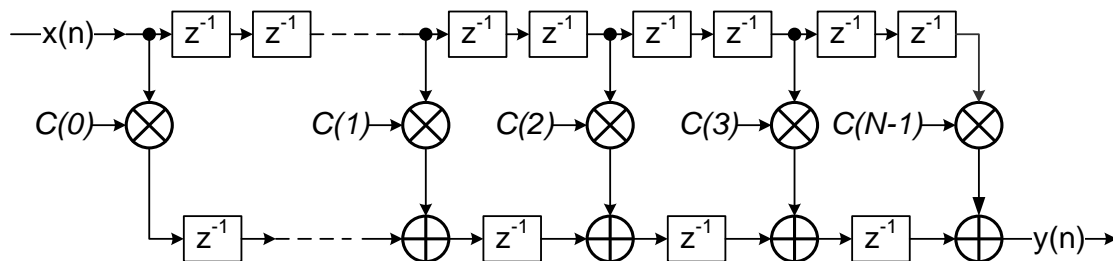 x(n) z⁻¹ z⁻¹ z⁻¹ z⁻¹ z⁻¹ z⁻¹ z⁻¹ z⁻¹
C(0) C(1) C(2) C(3) C(N-1)
z⁻¹ z⁻¹ z⁻¹ z⁻¹ y(n)